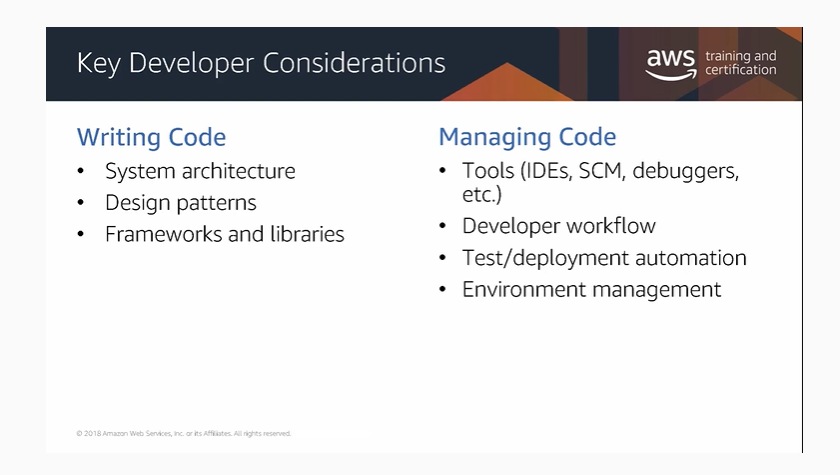 Key Developer Considerations
aws training and
certification
Writing Code
• System architecture
• Design patterns
• Frameworks and libraries
Managing Code
• Tools (IDEs, SCM, debuggers,
etc.)
• Developer workflow
• Test/deployment automation
• Environment management
© 2018 Amazon Web Services, Inc. or its Affiliates. All rights reserved.